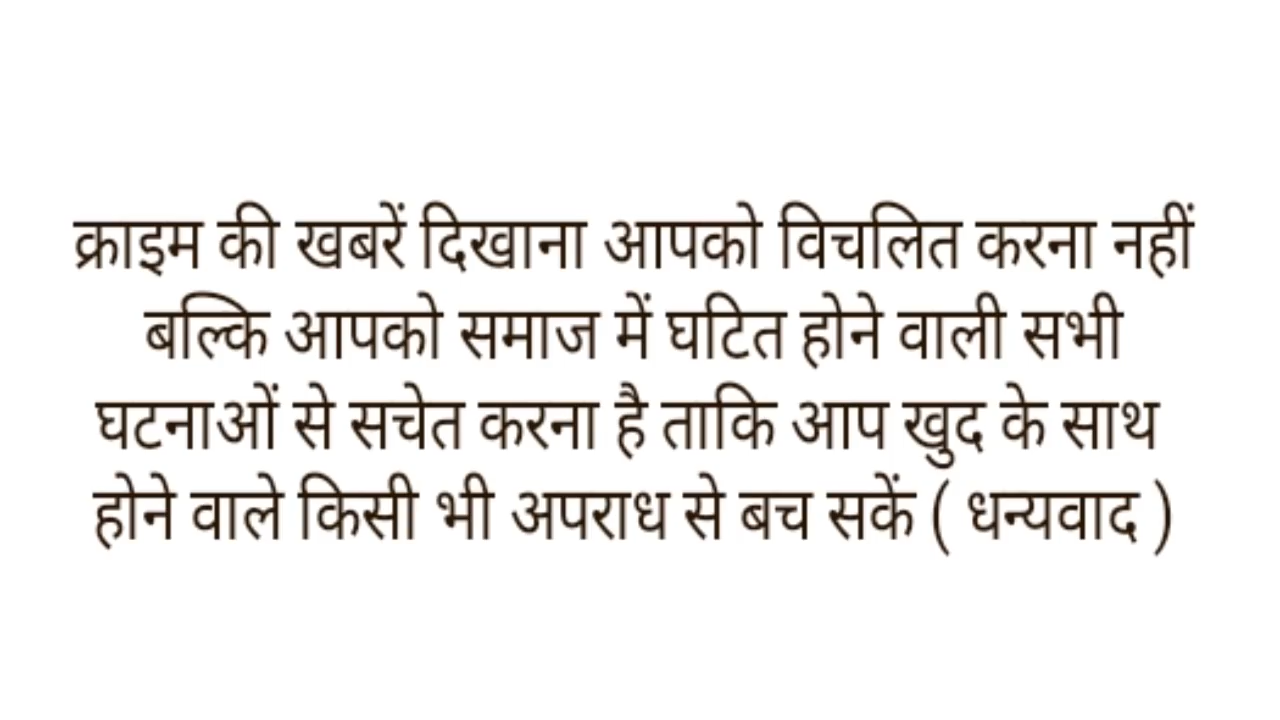 क्राइम की खबरें दिखाना आपको विचलित करना नहीं
बल्कि आपको समाज में घटित होने वाली सभी
घटनाओं से सचेत करना है ताकि आप खुद के साथ
होने वाले किसी भी अपराध से बच सकें ( धन्यवाद )